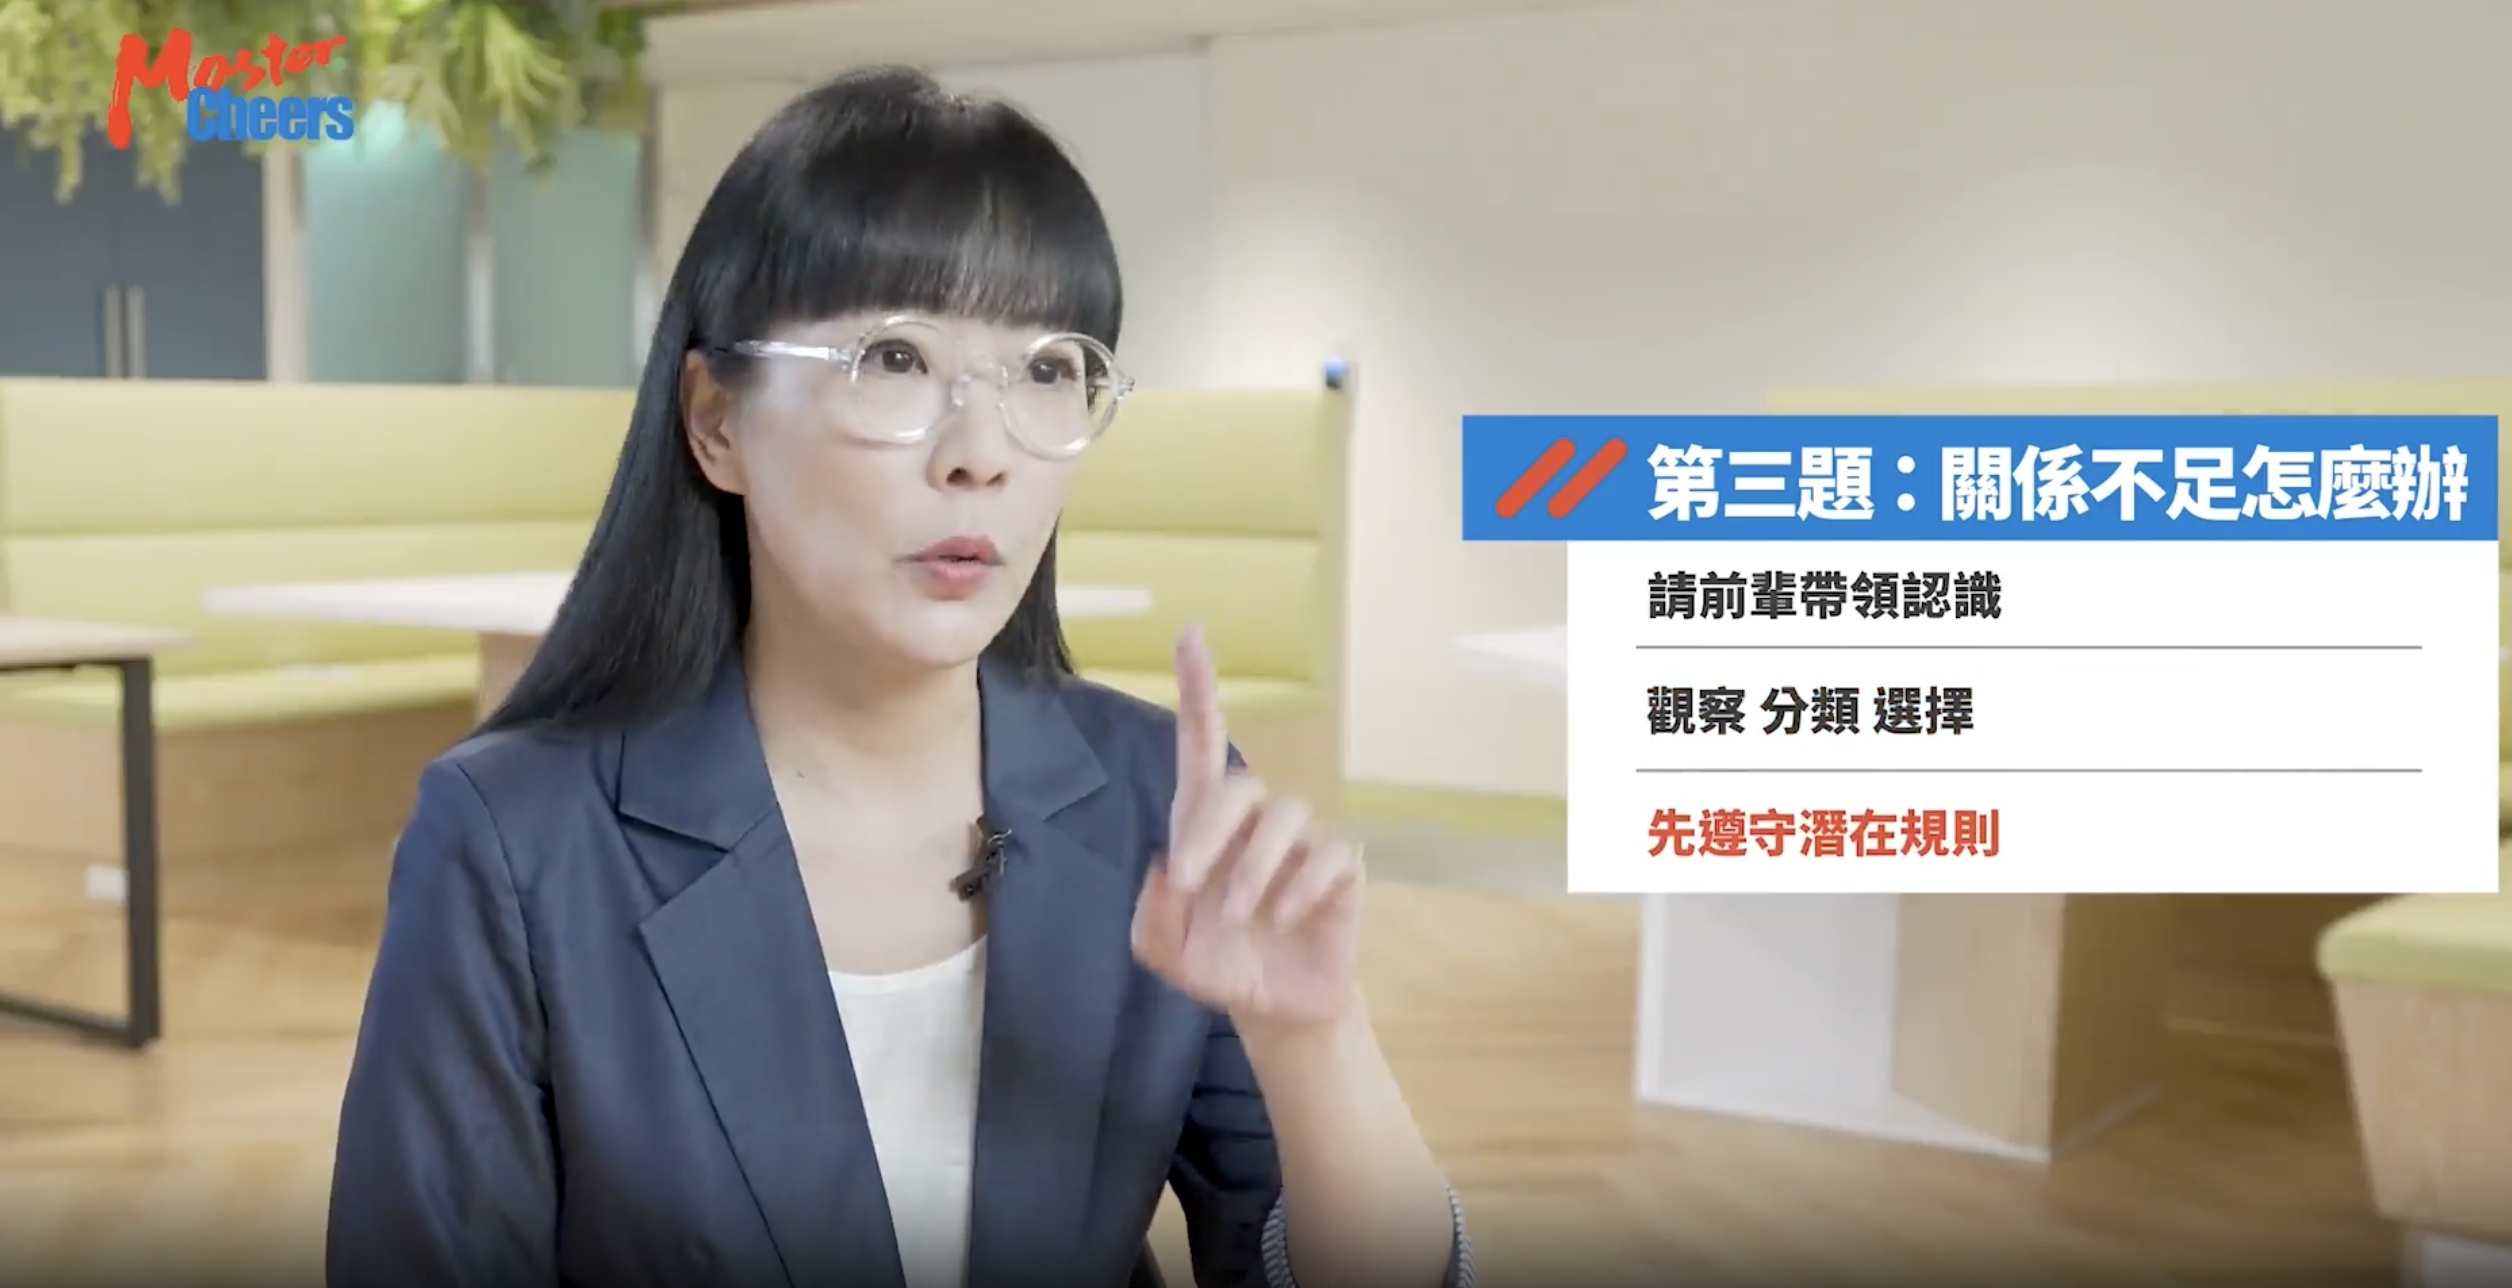 Master
Cheers
第三題：關係不足怎麼辦
請前輩帶領認識
觀察 分類 選擇
先遵守潛在規則